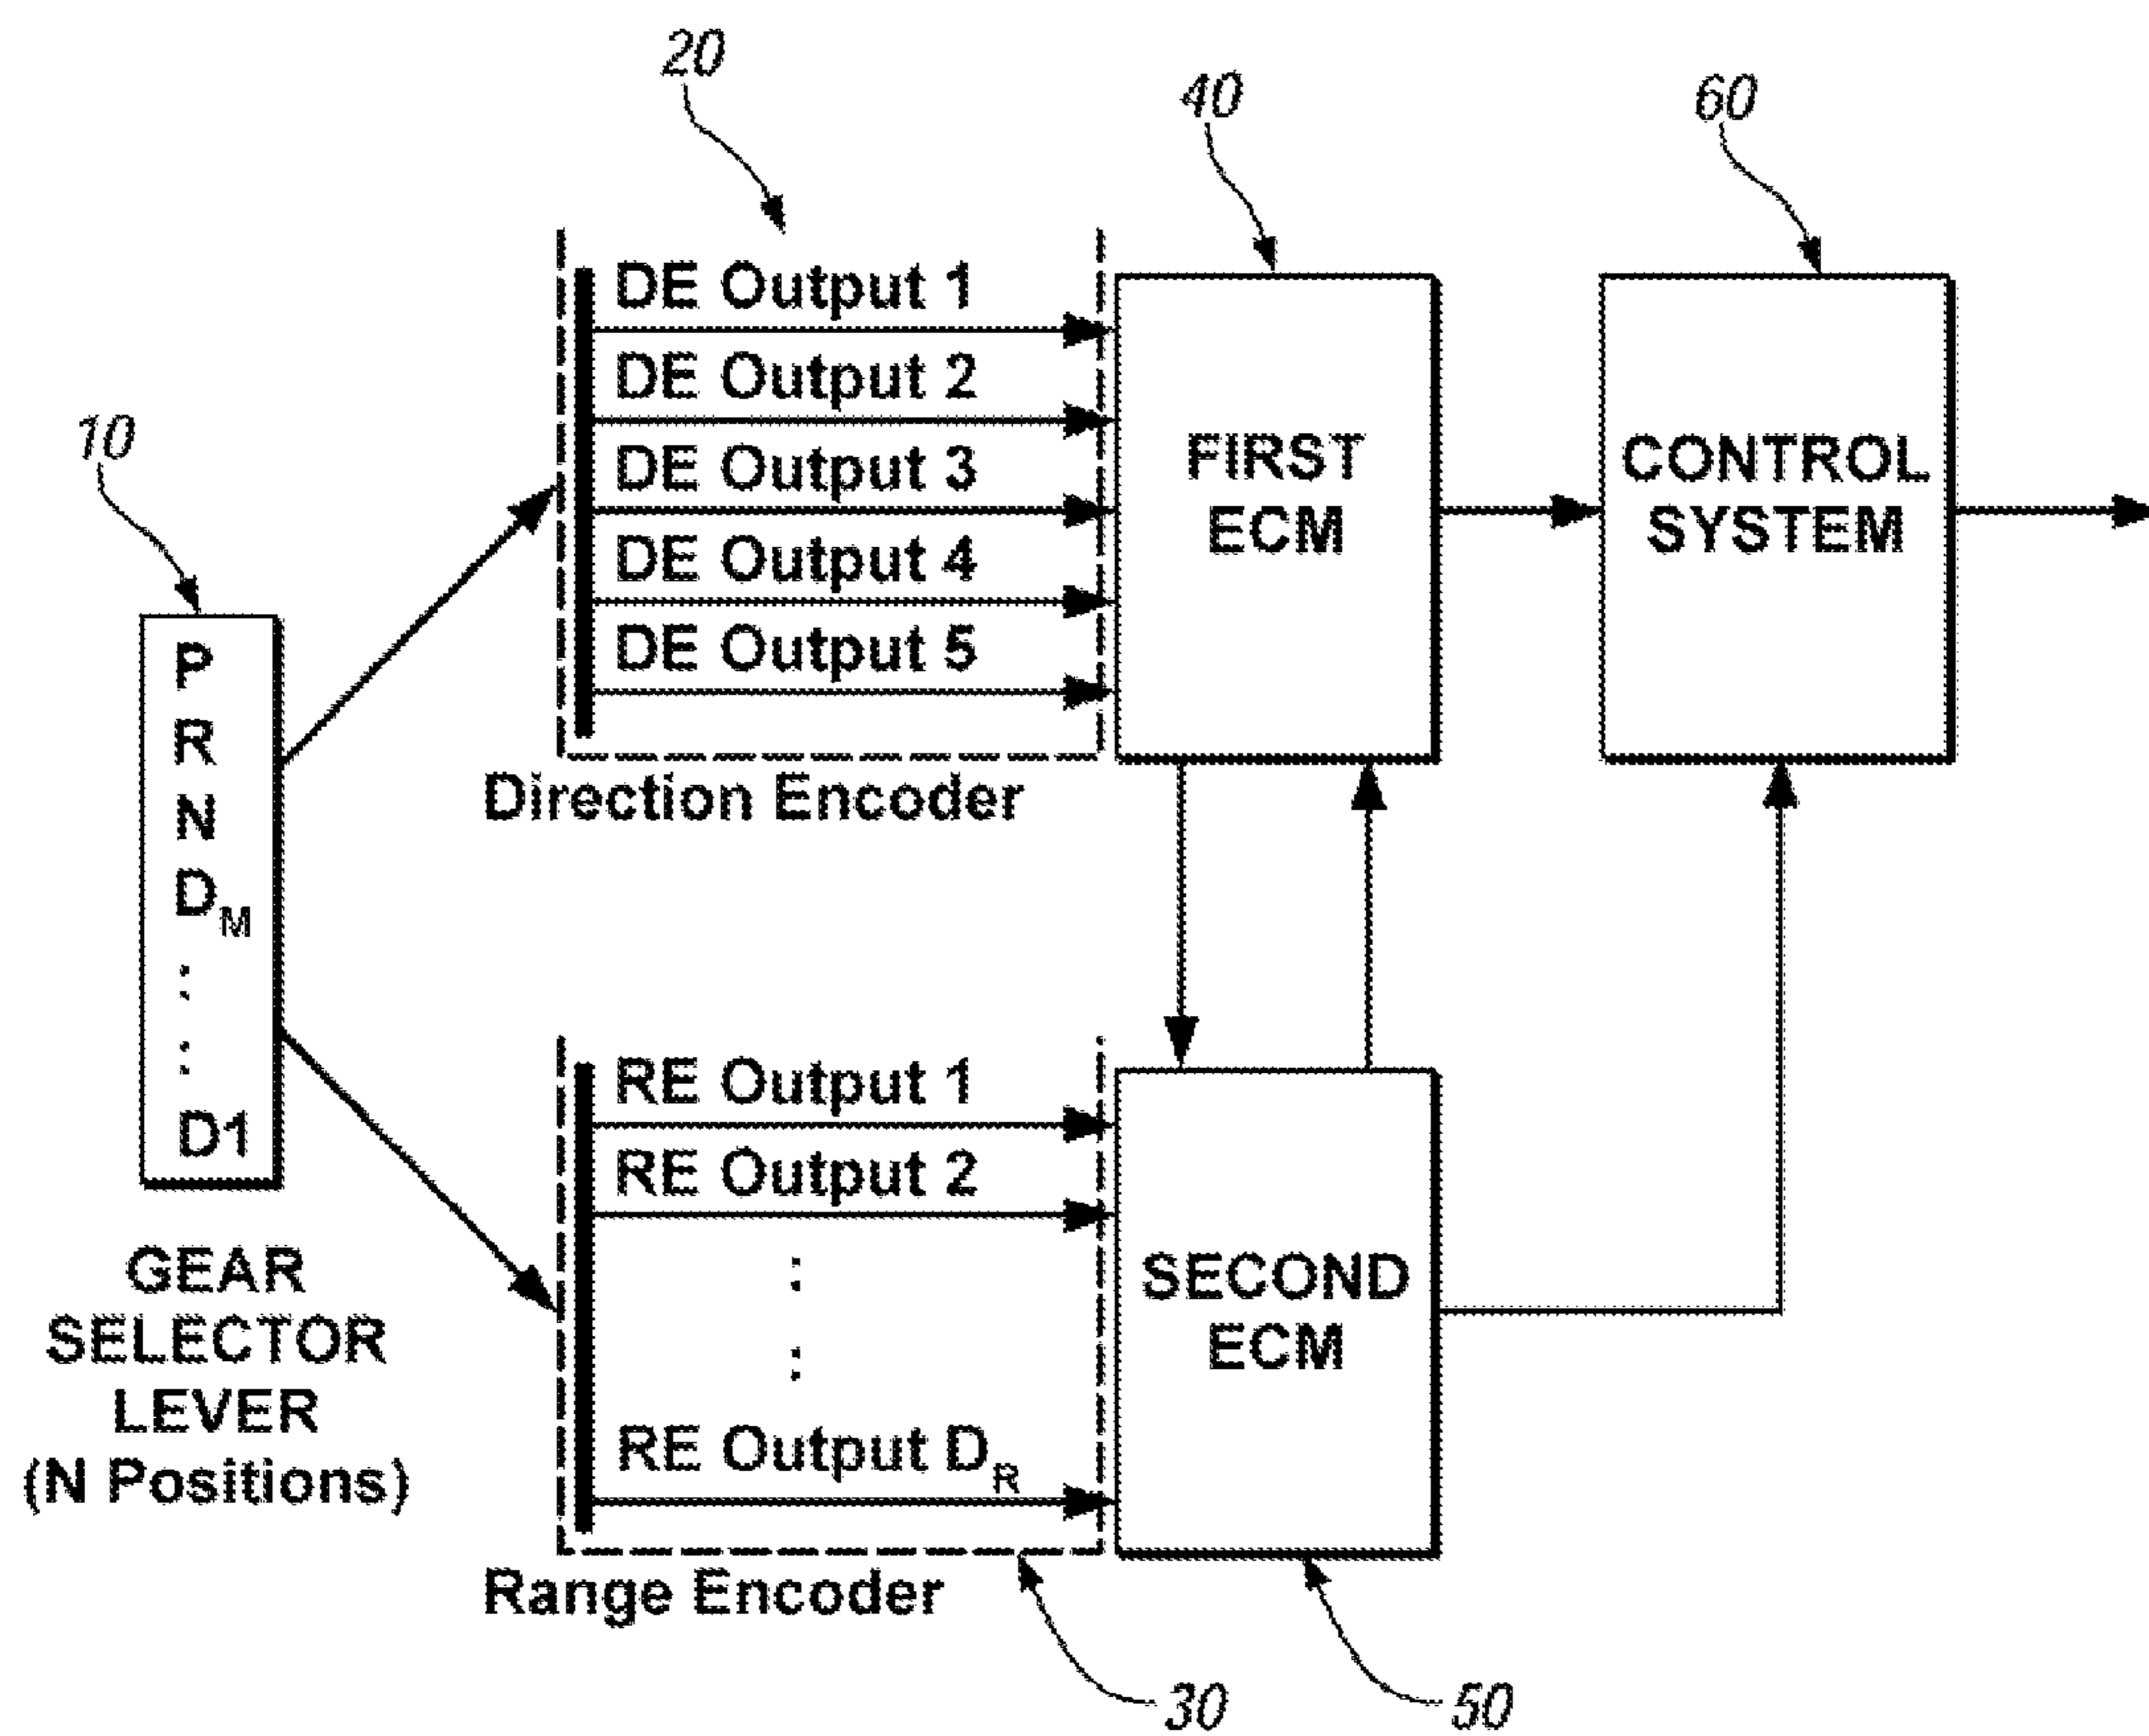 20
40
60
DE Output 1
DE Output 2
DE Output 3
DE Output 4
DE Output 5
Direction Encoder
FIRST
ECM
CONTROL
SYSTEM
10
P
R
N
D_M
.
.
.
.
D1
GEAR
SELECTOR
LEVER
(N Positions)
RE Output 1
RE Output 2
:
:
RE Output D_R
Range Encoder
SECOND
ECM
30
50